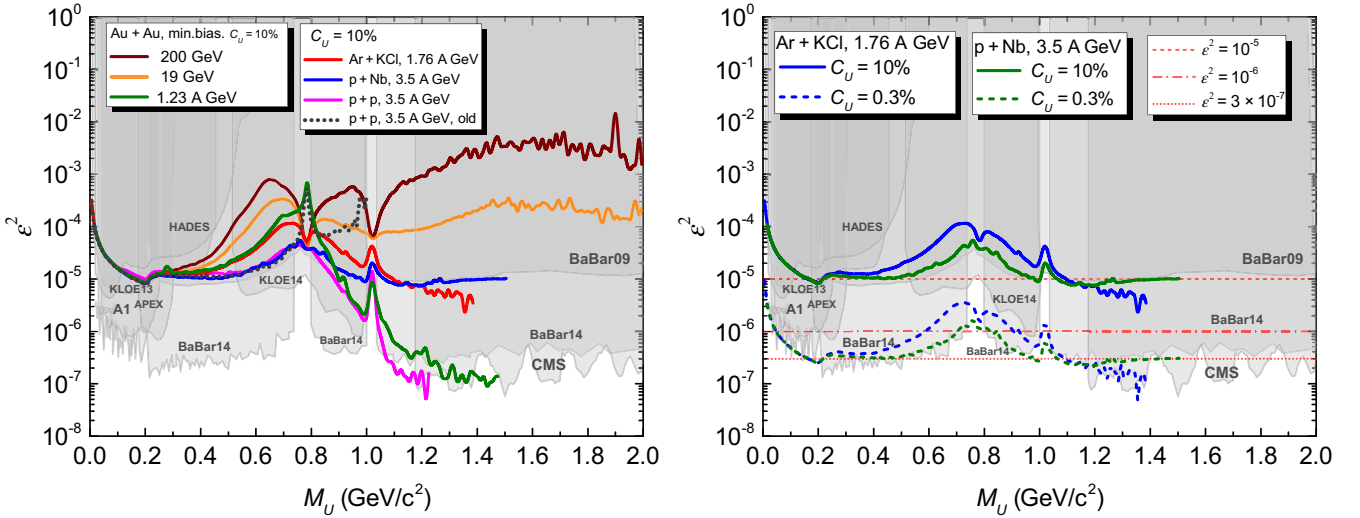 10⁰
10⁻¹
10⁻²
10⁻³
10⁻⁴
10⁻⁵
10⁻⁶
10⁻⁷
10⁻⁸
ε²
Au + Au, min.bias. C_U = 10%
200 GeV
19 GeV
1.23 A GeV
C_U = 10%
Ar + KCl, 1.76 A GeV
p + Nb, 3.5 A GeV
p + p, 3.5 A GeV
p + p, 3.5 A GeV, old
HADES
BaBar09
KLOE13
KLOE14
A1
APEX
BaBar14
BaBar14
BaBar14
CMS
0.0 0.2 0.4 0.6 0.8 1.0 1.2 1.4 1.6 1.8 2.0
M_U (GeV/c²)
10⁰
10⁻¹
10⁻²
10⁻³
10⁻⁴
10⁻⁵
10⁻⁶
10⁻⁷
10⁻⁸
ε²
Ar + KCl, 1.76 A GeV
C_U = 10%
C_U = 0.3%
p + Nb, 3.5 A GeV
C_U = 10%
C_U = 0.3%
ε² = 10⁻⁵
ε² = 10⁻⁶
ε² = 3 × 10⁻⁷
HADES
BaBar09
KLOE13
A1
APEX
KLOE14
BaBar14
BaBar14
BaBar14
CMS
0.0 0.2 0.4 0.6 0.8 1.0 1.2 1.4 1.6 1.8 2.0
M_U (GeV/c²)